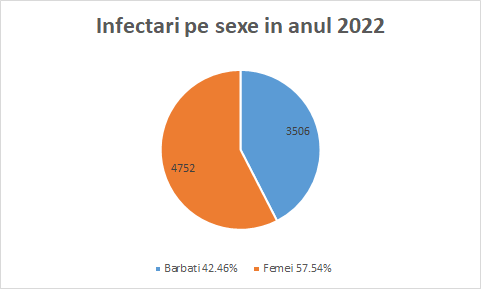 Infectari pe sexe in anul 2022
3506
4752
Barbati 42.46% Femei 57.54%